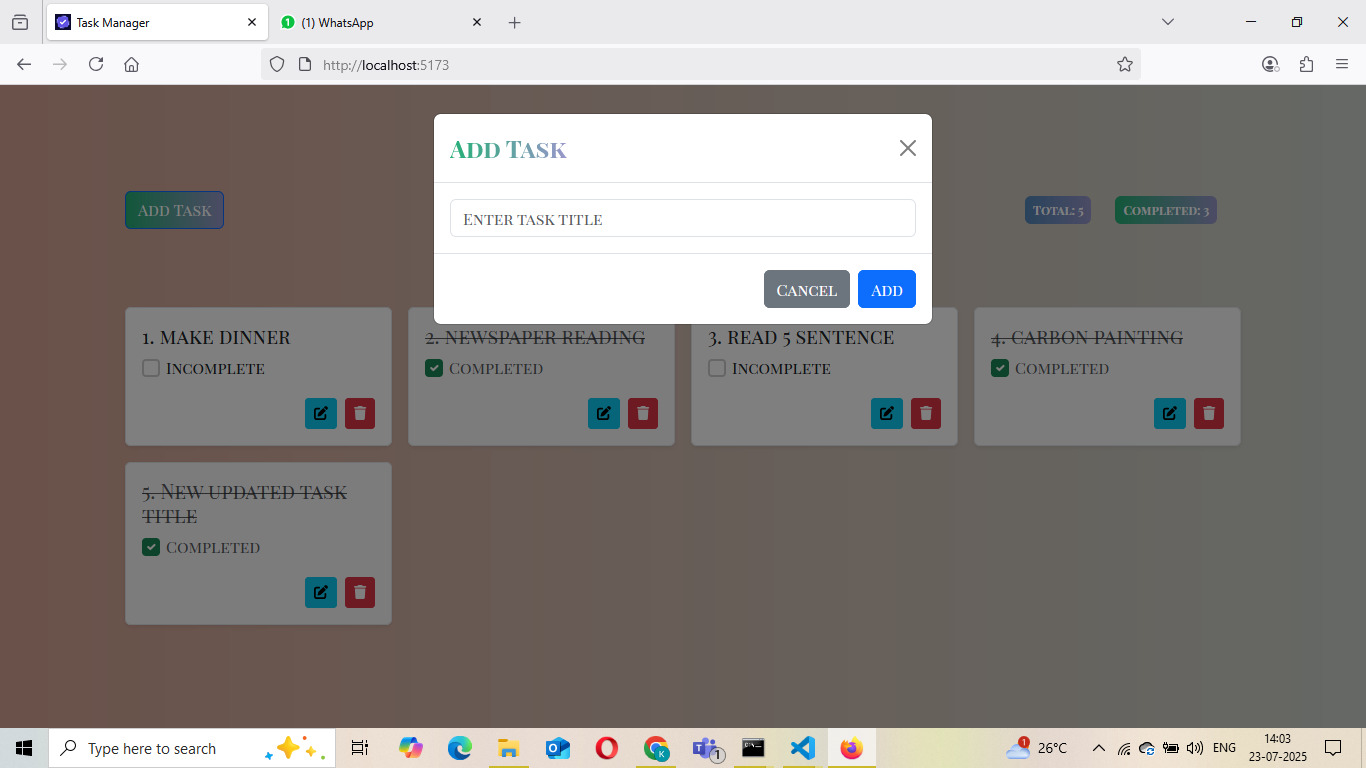 Task Manager
(1) WhatsApp
http://localhost:5173
Add Task
Enter task title
Cancel Add
Add Task
Total: 5 Completed: 3
1. make dinner
Incomplete
2. newspaper reading
Completed
3. read 5 sentence
Incomplete
4. carbon painting
Completed
5. New updated task
title
Completed
Type here to search
1
1
26°C
ENG
14:03
23-07-2025